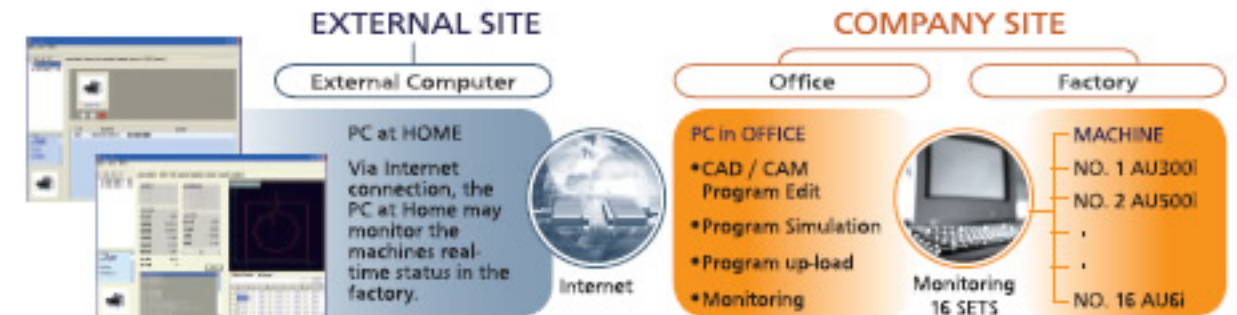 EXTERNAL SITE
External Computer
PC at HOME
Via Internet
connection, the
PC at Home may
monitor the
machines real-
time status in the
factory.
Internet
COMPANY SITE
Office
Factory
PC in OFFICE
•CAD / CAM
Program Edit
•Program Simulation
•Program up-load
•Monitoring
Monitoring
16 SETS
MACHINE
NO. 1 AU300i
NO. 2 AU500i
NO. 16 AU6i